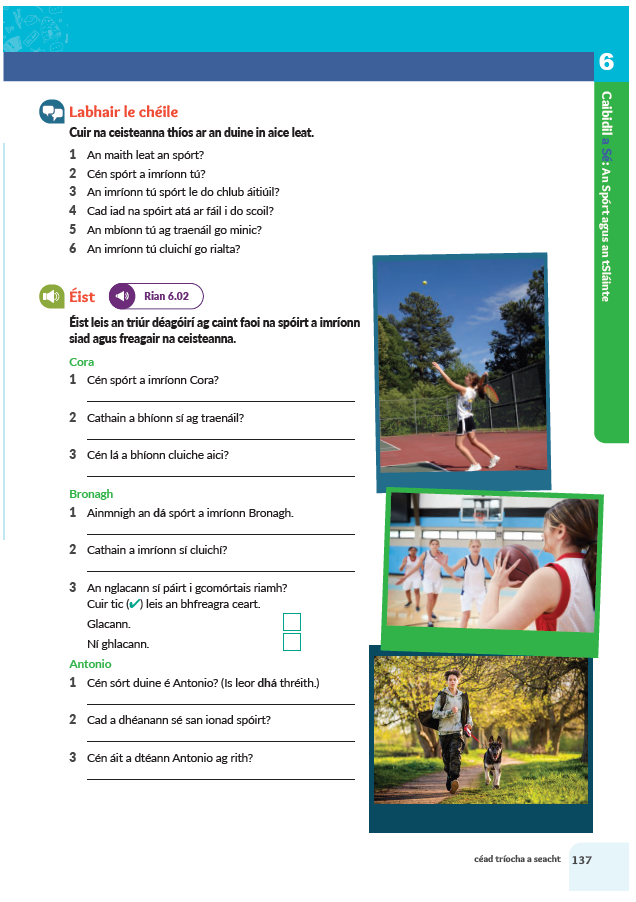 6
Caibidil a Sé: An Spórt agus an tSláinte
Labhair le chéile
Cuir na ceisteanna thíos ar an duine in aice leat.
1 An maith leat an spórt?
2 Cén spórt a imríonn tú?
3 An imríonn tú spórt le do chlub áitiúil?
4 Cad iad na spóirt atá ar fáil i do scoil?
5 An mbíonn tú ag traenáil go minic?
6 An imríonn tú cluichí go rialta?
Éist Rian 6.02
Éist leis an triúr déagóirí ag caint faoi na spóirt a imríonn
siad agus freagair na ceisteanna.
Cora
1 Cén spórt a imríonn Cora?
2 Cathain a bhíonn sí ag traenáil?
3 Cén lá a bhíonn cluiche aici?
Bronagh
1 Ainmnigh an dá spórt a imríonn Bronagh.
2 Cathain a imríonn sí cluichí?
3 An nglacann sí páirt i gcomórtais riamh?
Cuir tic (✔) leis an bhfreagra ceart.
Glacann.
Ní ghlacann.
Antonio
1 Cén sórt duine é Antonio? (Is leor dhá thréith.)
2 Cad a dhéanann sé san ionad spóirt?
3 Cén áit a dtéann Antonio ag rith?
céad tríocha a seacht 137